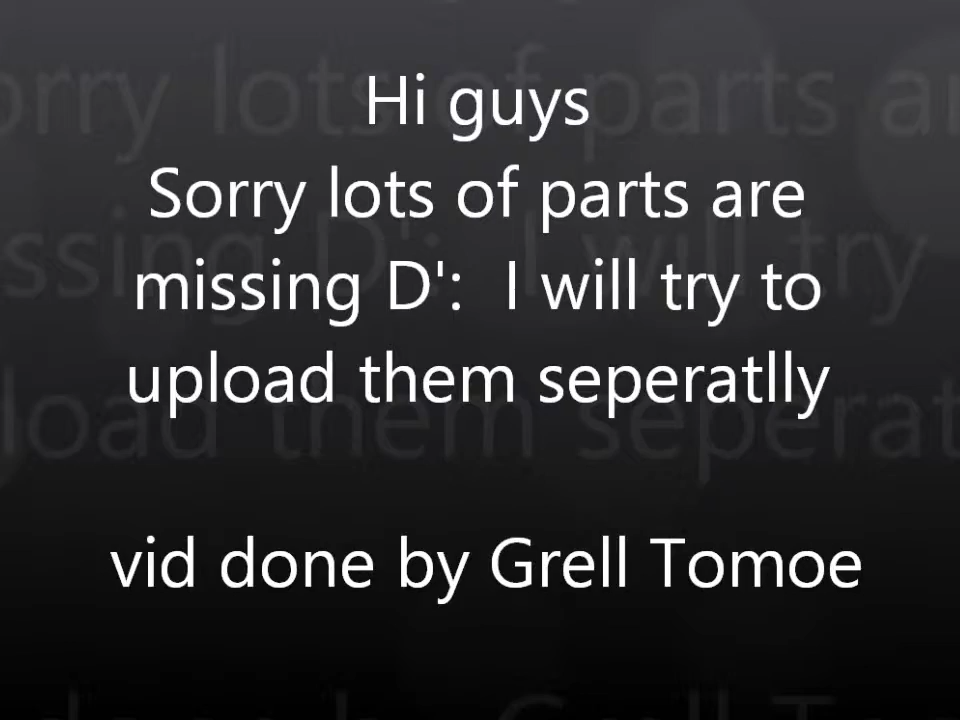 Hi guys
Sorry lots of parts are
missing D':  I will try to
upload them seperatlly
vid done by Grell Tomoe